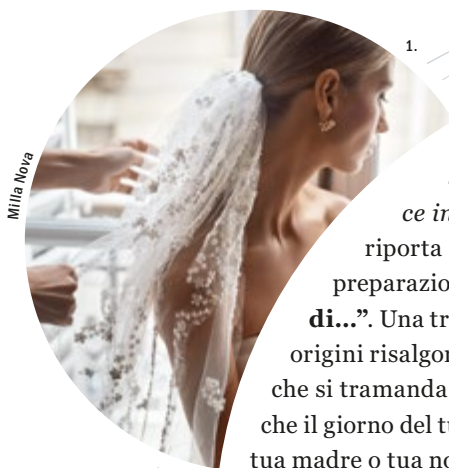 1.
Milla Nova
ce in
riporta
preparazio
di...”. Una tr
origini risalgon
che si tramanda
che il giorno del tu
tua madre o tua no